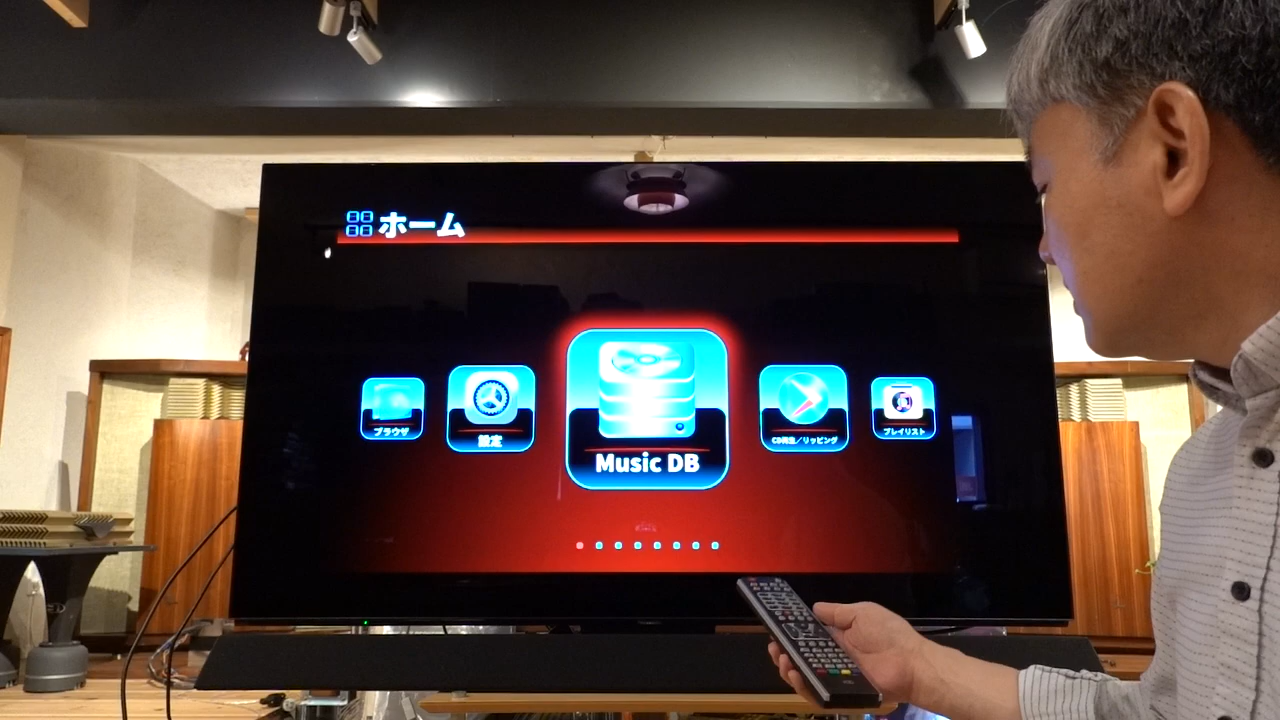 ホーム
ブラウザ
設定
Music DB
CD再生／リッピング
プレイリスト